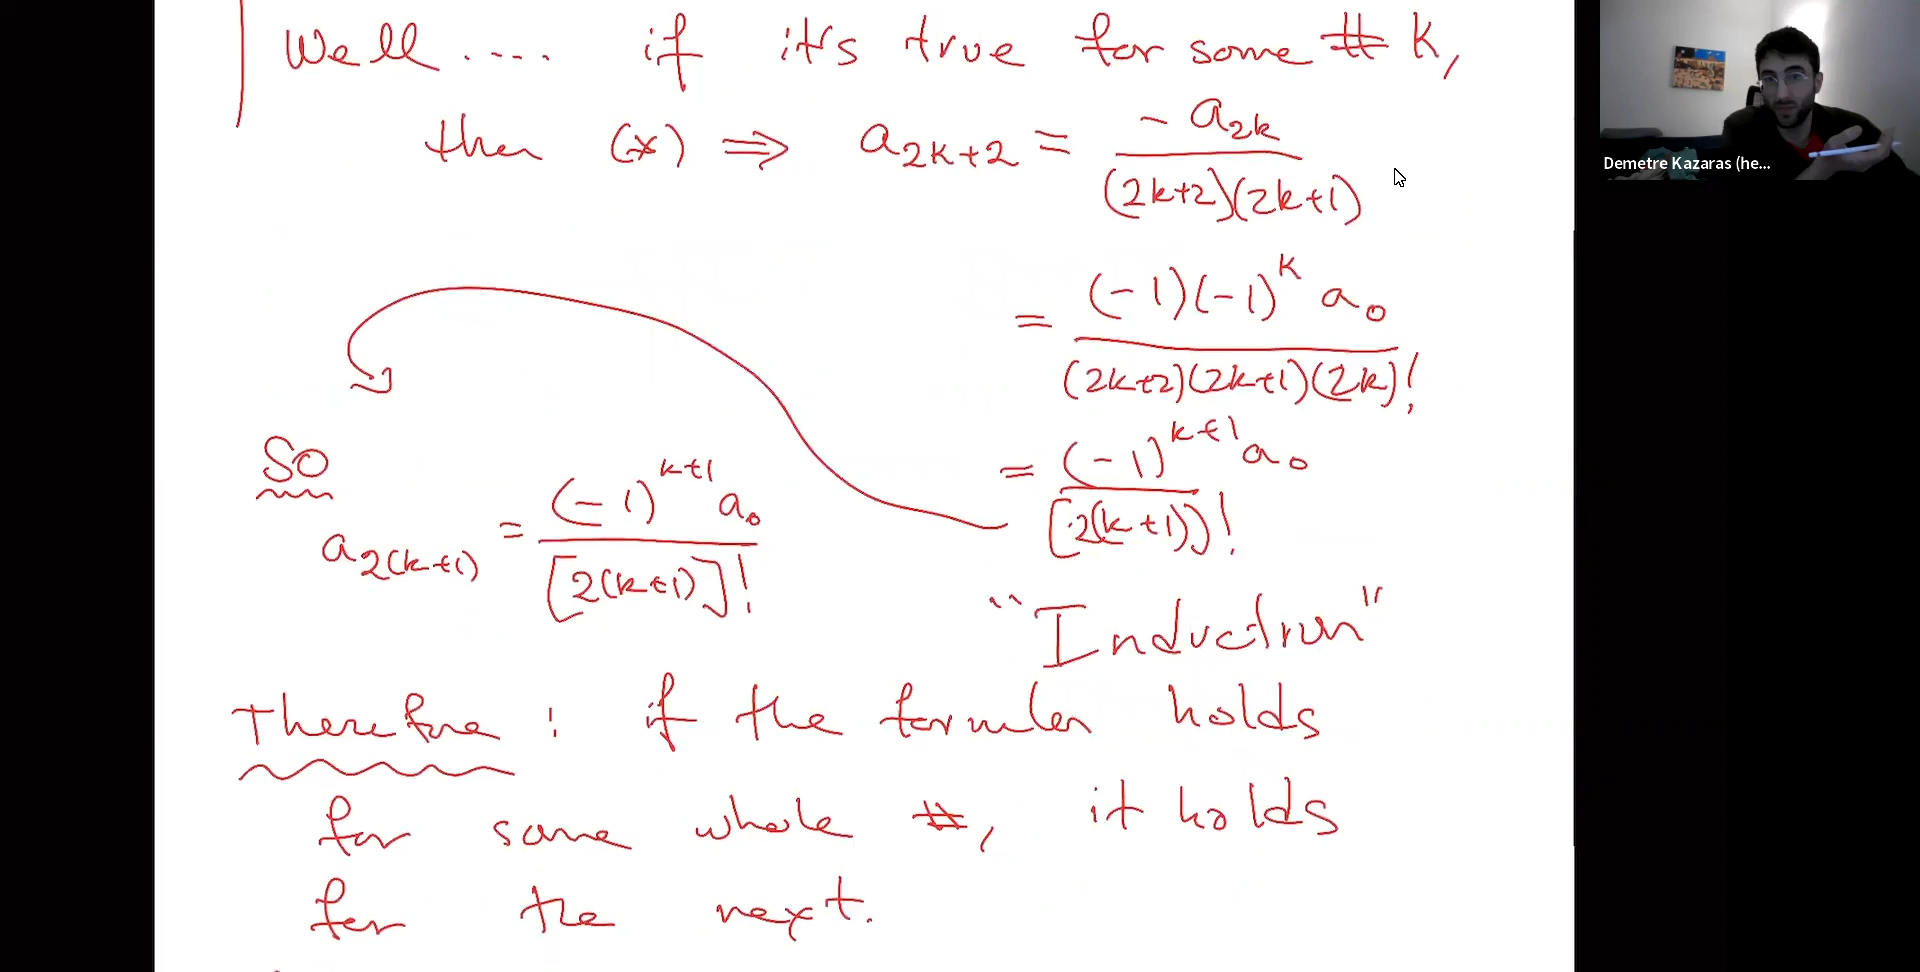 Well .... if it's true for some # k,
then (*) ⇒ a_{2k+2} = -a_{2k} / (2k+2)(2k+1)
= (-1)(-1)^k a_0 / (2k+2)(2k+1)(2k)!
= (-1)^{k+1} a_0 / [2(k+1)]!
SO
a_{2(k+1)} = (-1)^{k+1} a_0 / [2(k+1)]!
"Induction"
Therefore : if the formula holds
for some whole #, it holds
for the next.
Demetre Kazaras (he...